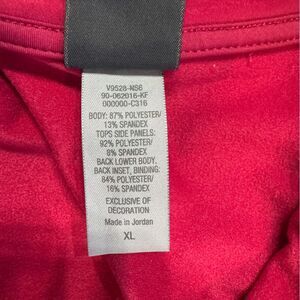 V9528-NS6
90-062016-KF
000000-C316
BODY: 87% POLYESTER/
13% SPANDEX
TOPS SIDE PANELS:
92% POLYESTER/
8% SPANDEX
BACK LOWER BODY.
BACK INSET, BINDING:
84% POLYESTER/
16% SPANDEX
EXCLUSIVE OF
DECORATION
Made in Jordan
XL